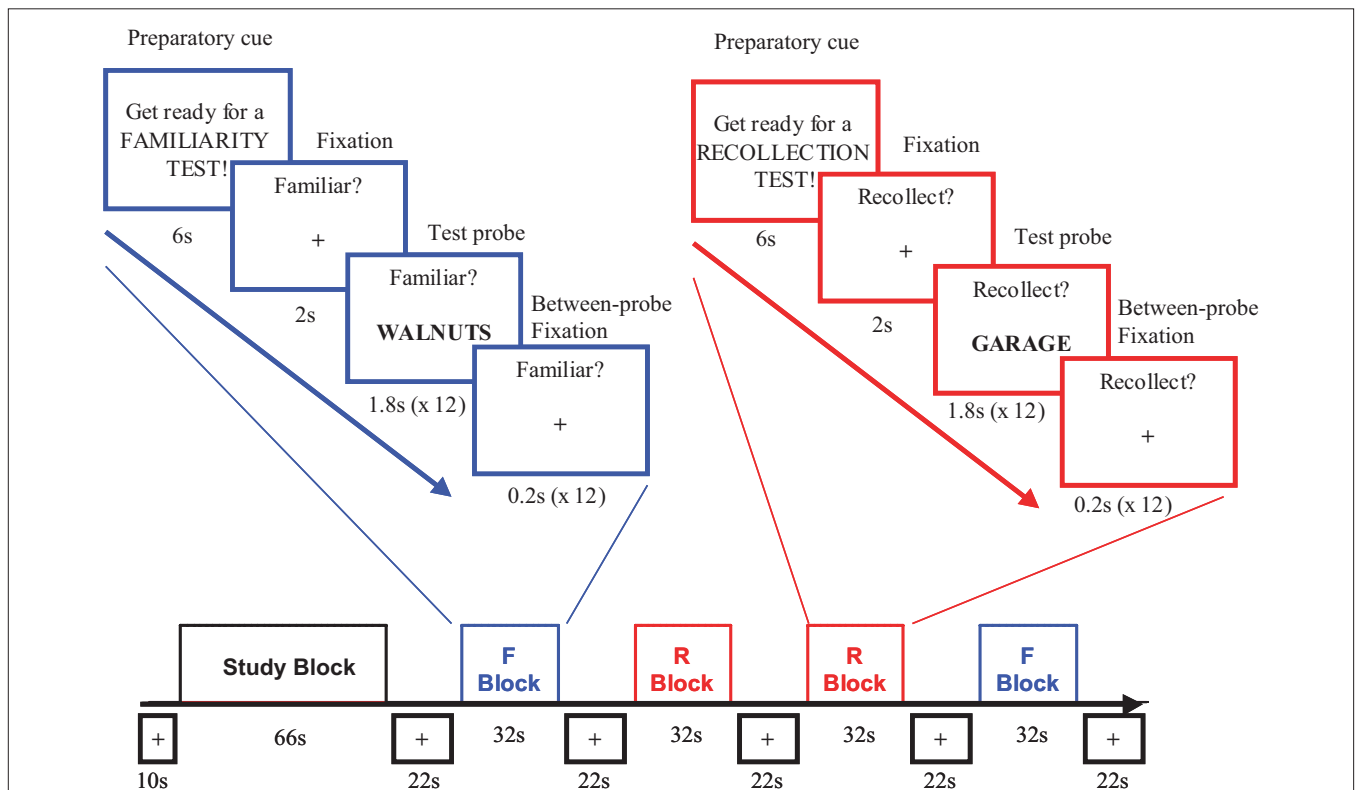 Preparatory cue
Get ready for a
FAMILIARITY
TEST!
6s
Fixation
Familiar?
+
2s
Test probe
Familiar?
WALNUTS
1.8s (x 12)
Between-probe
Fixation
Familiar?
+
0.2s (x 12)
Preparatory cue
Get ready for a
RECOLLECTION
TEST!
6s
Fixation
Recollect?
+
2s
Test probe
Recollect?
GARAGE
1.8s (x 12)
Between-probe
Fixation
Recollect?
+
0.2s (x 12)
Study Block
F
Block
R
Block
R
Block
F
Block
+
66s
+
32s
+
32s
+
32s
+
32s
+
10s
22s
22s
22s
22s
22s